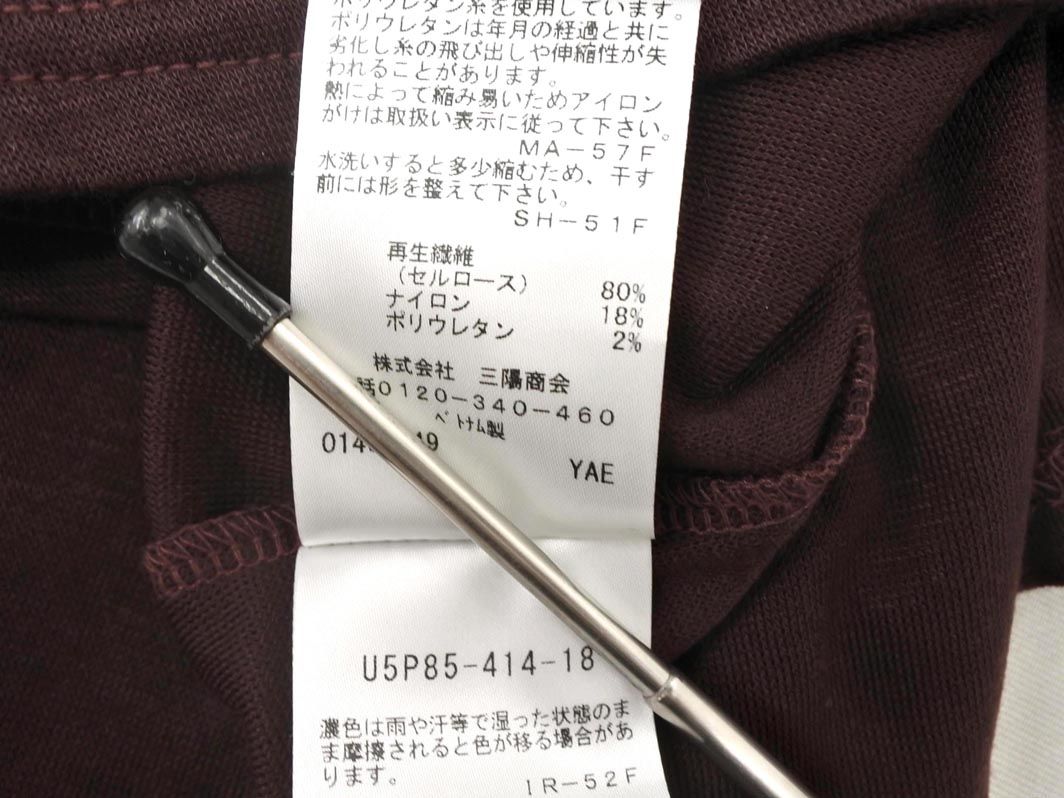 ポリウレタン糸を使用しています。
ポリウレタンは年月の経過と共に
劣化し糸の飛び出しや伸縮性が失
われることがあります。
熱によって縮み易いためアイロン
がけは取扱い表示に従って下さい。
MA-57F
水洗いすると多少縮むため、干す
前には形を整えて下さい。
SH-51F
再生繊維
(セルロース) 80%
ナイロン 18%
ポリウレタン 2%
株式会社 三陽商会
話0120-340-460
ベトナム製
YAE
U5P85-414-18
濃色は雨や汗等で湿った状態のま
ま摩擦されると色が移る場合があ
ります。
IR-52F